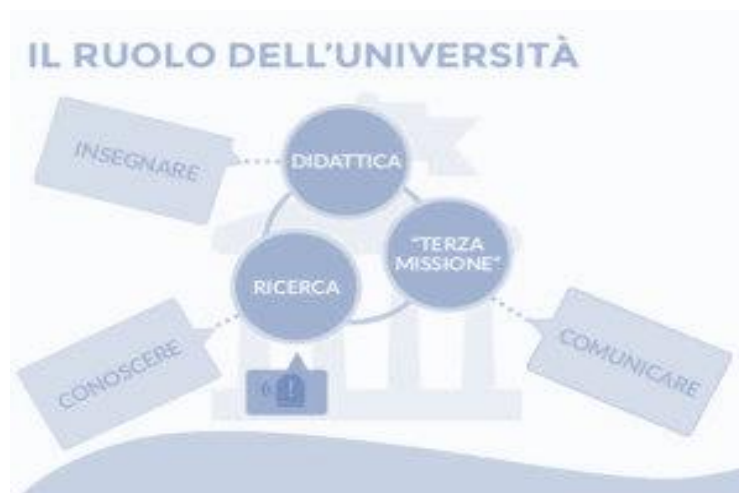 IL RUOLO DELL'UNIVERSITÀ
INSEGNARE
DIDATTICA
"TERZA
MISSIONE"
RICERCA
CONOSCERE
COMUNICARE